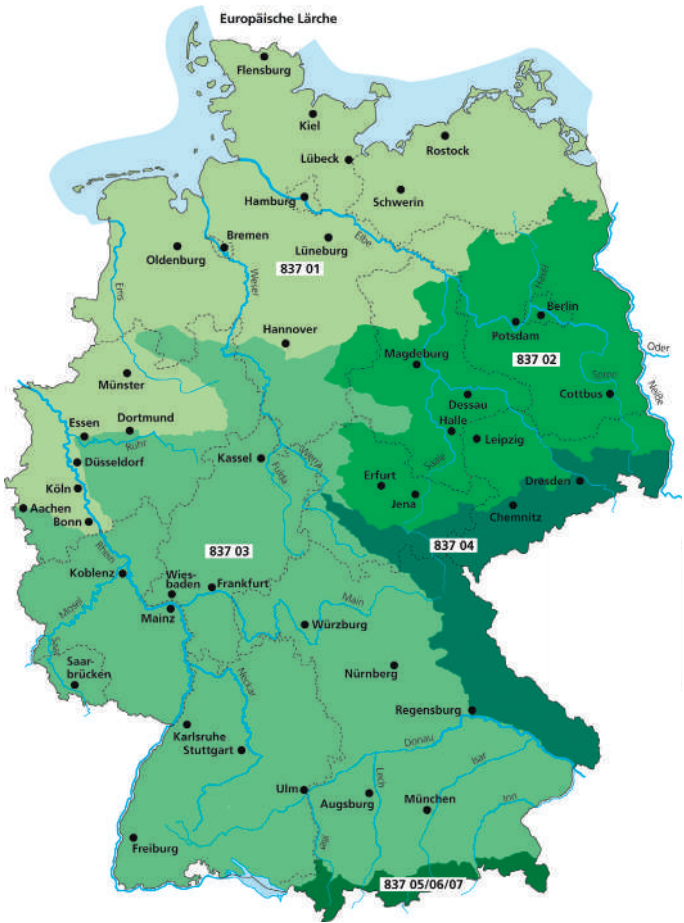 Europäische Lärche
Flensburg
Kiel
Rostock
Lübeck
Hamburg
Schwerin
Elbe
Bremen
Lüneburg
Oldenburg
Weser
837 01
Ems
Havel
Berlin
Hannover
Potsdam
Oder
Magdeburg
837 02
Münster
Spree
Neiße
Dessau
Cottbus
Dortmund
Essen
Halle
Leipzig
Ruhr
Kassel
Werra
Düsseldorf
Fulda
Saale
Erfurt
Dresden
Köln
Jena
Aachen
Chemnitz
Bonn
837 04
Rhein
837 03
Koblenz
Wies-
baden
Frankfurt
Mosel
Main
Mainz
Würzburg
Saar
Saar-
brücken
Nürnberg
Neckar
Regensburg
Karlsruhe
Stuttgart
Donau
Isar
Lech
Ulm
Augsburg
München
Inn
Freiburg
Iller
837 05/06/07